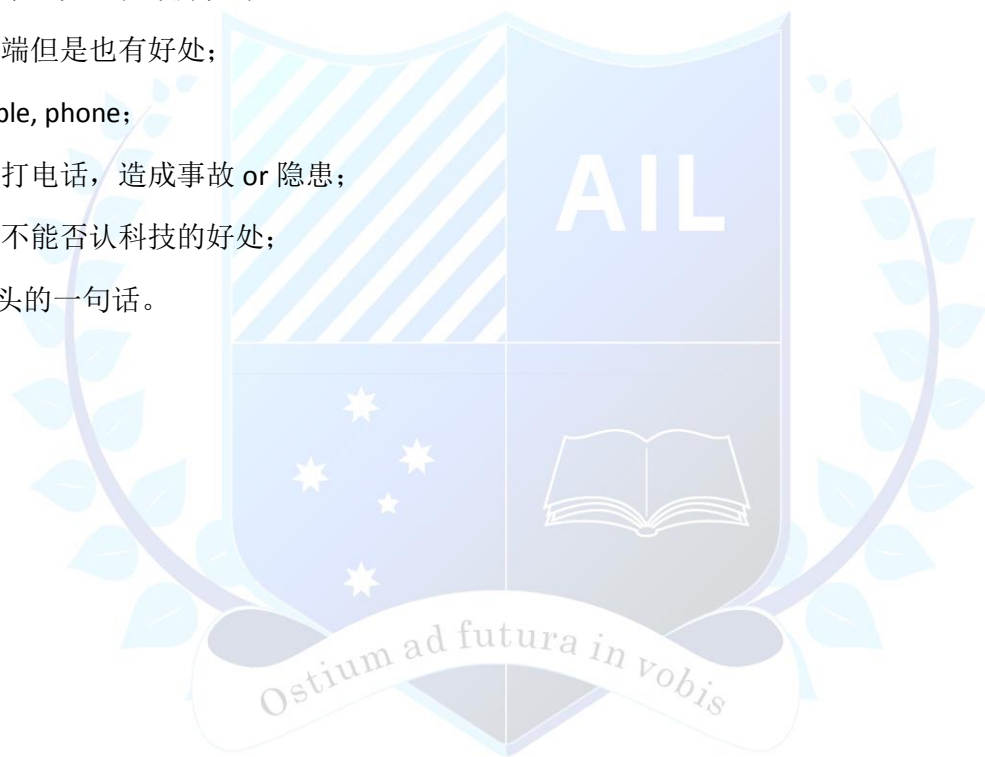 端但是也有好处；
ple, phone；
打电话，造成事故 or 隐患；
不能否认科技的好处；
头的一句话。
AIL
Ostium ad futura in vobis